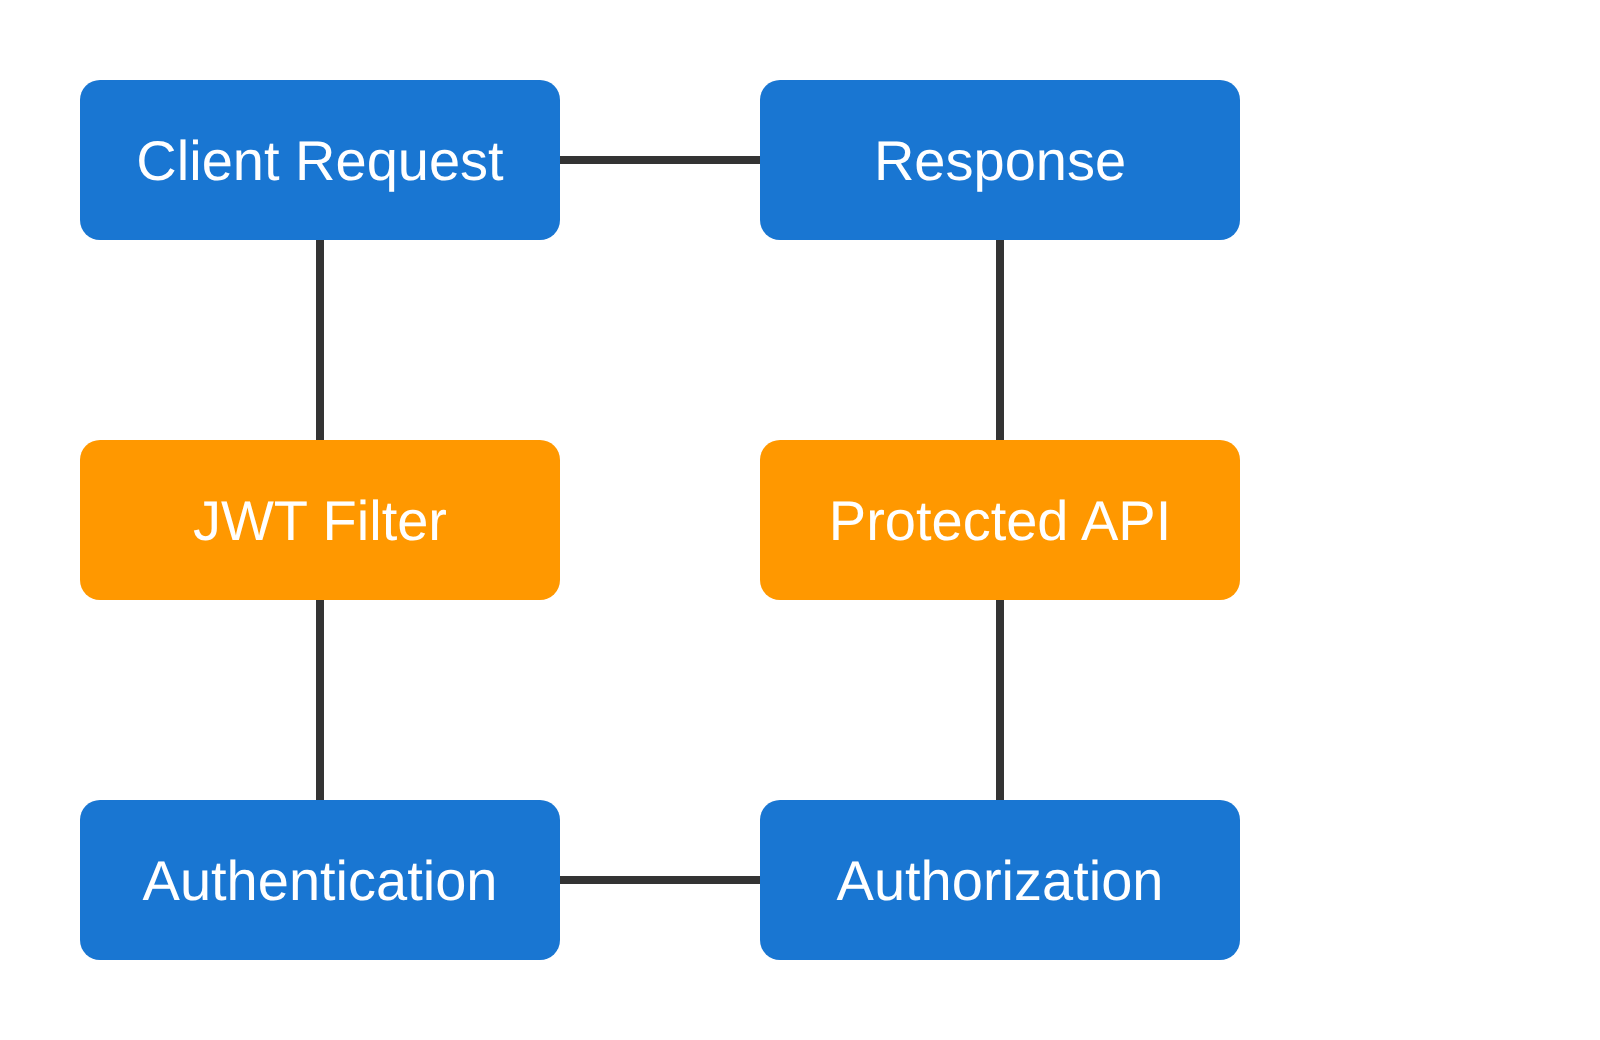 Client Request
Response
JWT Filter
Protected API
Authentication
Authorization